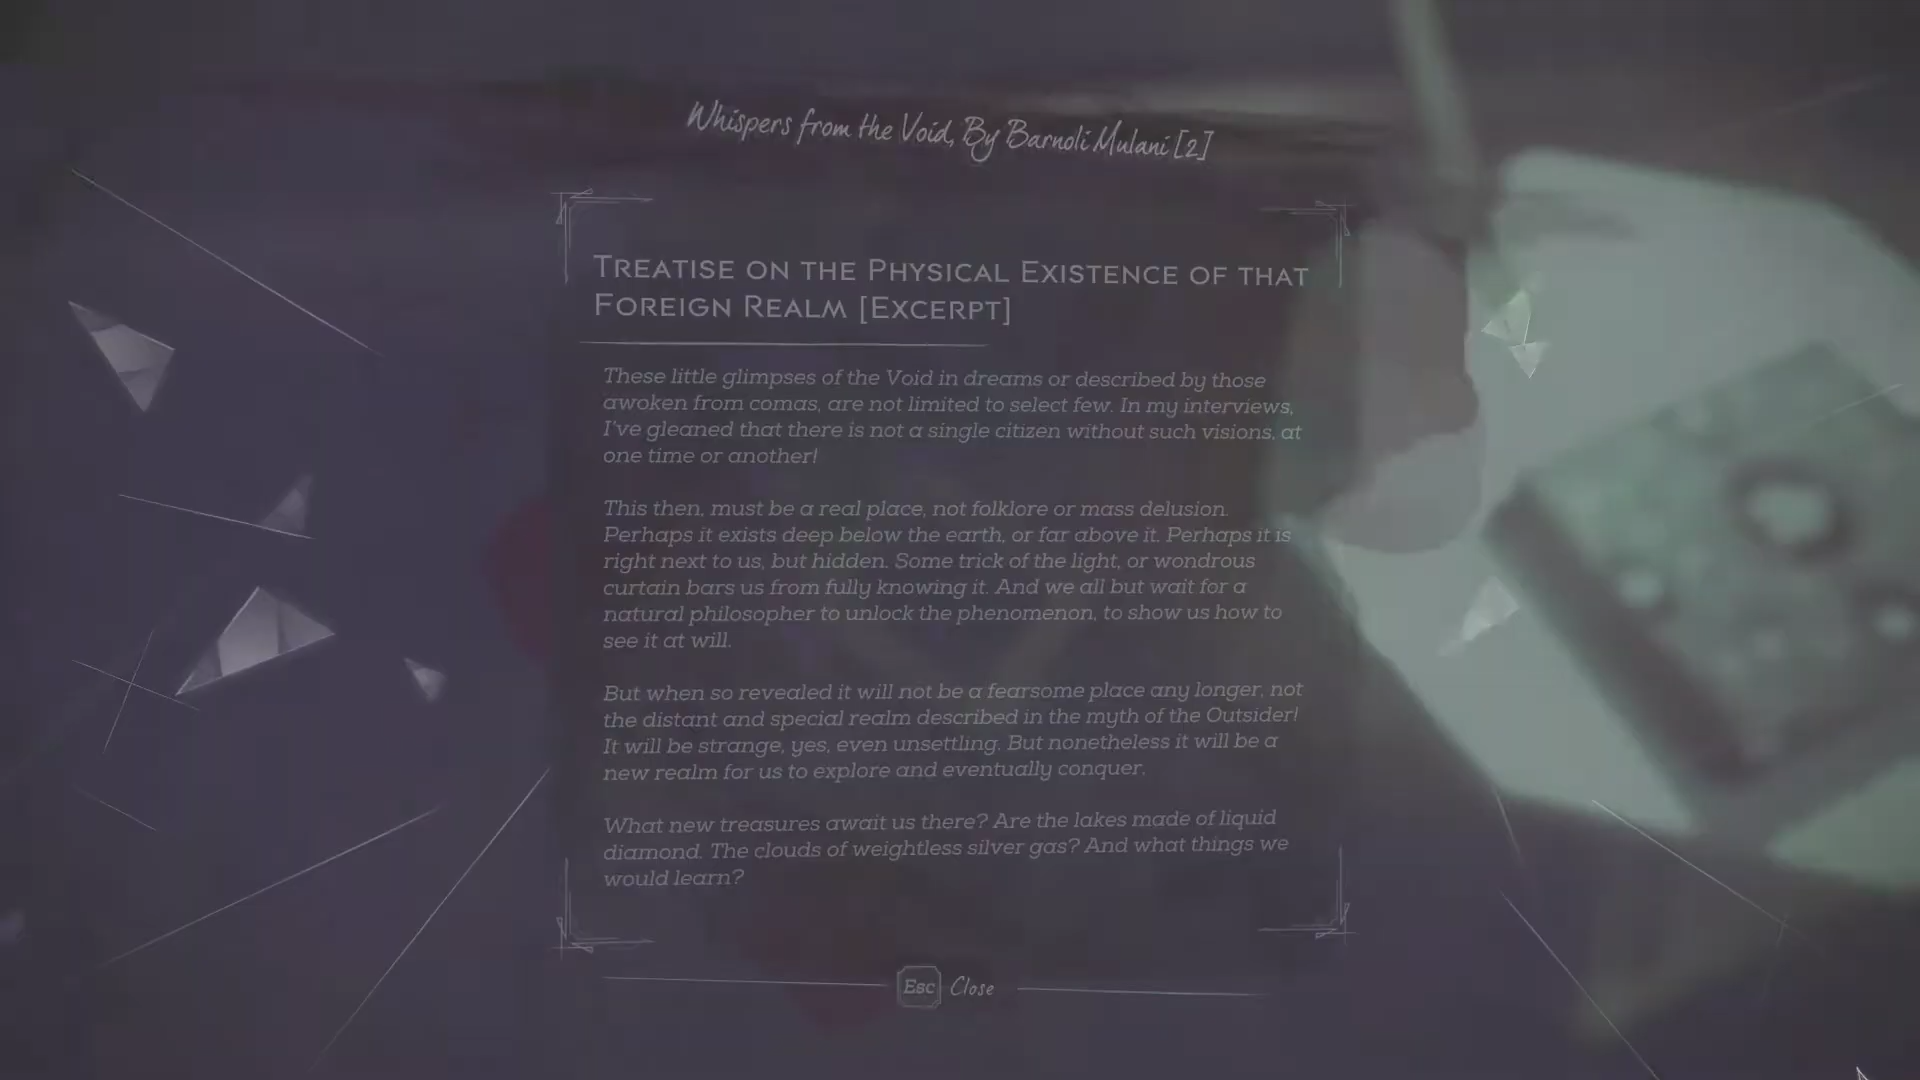 Whispers from the Void, By Barnoli Mulani [2]
Treatise on the Physical Existence of that
Foreign Realm [Excerpt]
These little glimpses of the Void in dreams or described by those
awoken from comas, are not limited to select few. In my interviews,
I've gleaned that there is not a single citizen without such visions, at
one time or another!
This then, must be a real place, not folklore or mass delusion.
Perhaps it exists deep below the earth, or far above it. Perhaps it is
right next to us, but hidden. Some trick of the light, or wondrous
curtain bars us from fully knowing it. And we all but wait for a
natural philosopher to unlock the phenomenon, to show us how to
see it at will.
But when so revealed it will not be a fearsome place any longer, not
the distant and special realm described in the myth of the Outsider!
It will be strange, yes, even unsettling. But nonetheless it will be a
new realm for us to explore and eventually conquer.
What new treasures await us there? Are the lakes made of liquid
diamond. The clouds of weightless silver gas? And what things we
would learn?
Esc Close